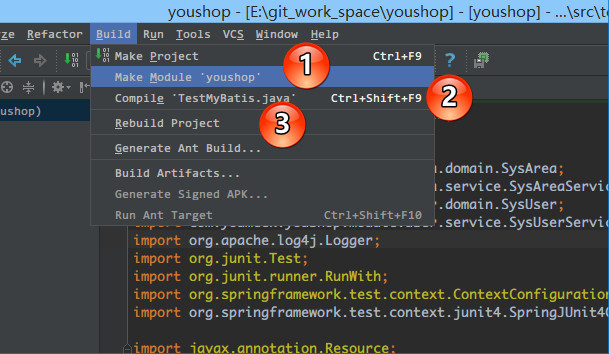 youshop - [E:\git_work_space\youshop] - [youshop] - ...\src\te
ze Refactor Build Run Tools VCS Window Help
Make Project Ctrl+F9
1
Make Module 'youshop'
Compile 'TestMyBatis.java' Ctrl+Shift+F9
2
youshop)
Rebuild Project
3
Generate Ant Build...
Build Artifacts...
Generate Signed APK...
Run Ant Target Ctrl+Shift+F10
.domain.SysArea;
.service.SysAreaServic
.domain.SysUser;
.service.SysUserServic
import org.apache.log4j.Logger;
import org.junit.Test;
import org.junit.runner.RunWith;
import org.springframework.test.context.ContextConfiguration
import org.springframework.test.context.junit4.SpringJUnit4C
import javax.annotation.Resource;